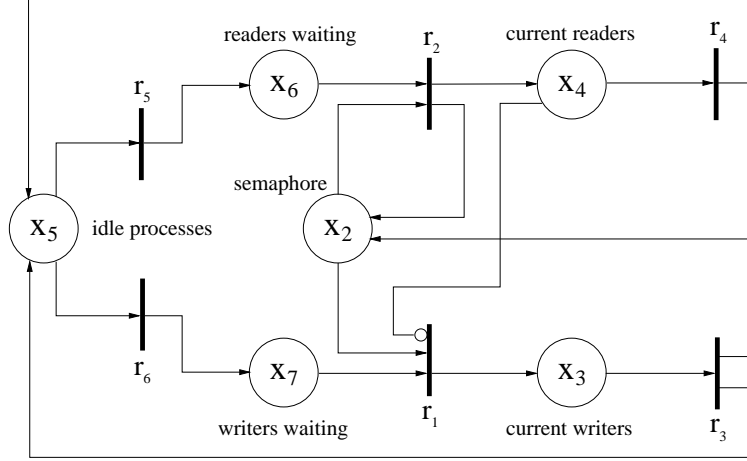 readers waiting
r₂
current readers
r₄
r₅
x₆
x₄
semaphore
x₅
idle processes
x₂
r₆
x₇
x₃
writers waiting
r₁
current writers
r₃